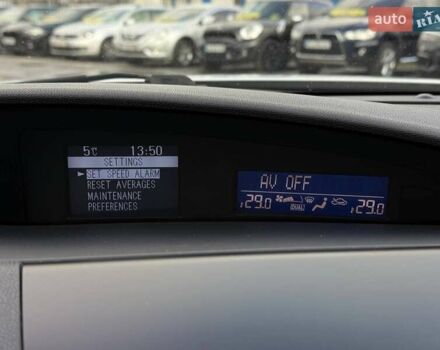 auto RIA
5℃ 13:50
SETTINGS
SET SPEED ALARM
RESET AVERAGES
MAINTENANCE
PREFERENCES
AV OFF
29.0 DUAL 29.0